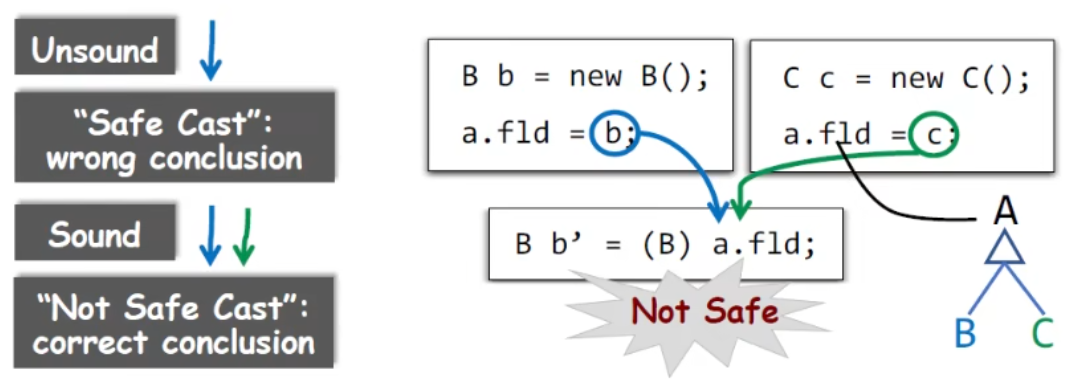 Unsound
“Safe Cast”:
wrong conclusion
Sound
“Not Safe Cast”:
correct conclusion
B b = new B();
a.fld = b;
C c = new C();
a.fld = c;
B b’ = (B) a.fld;
Not Safe
A
B
C